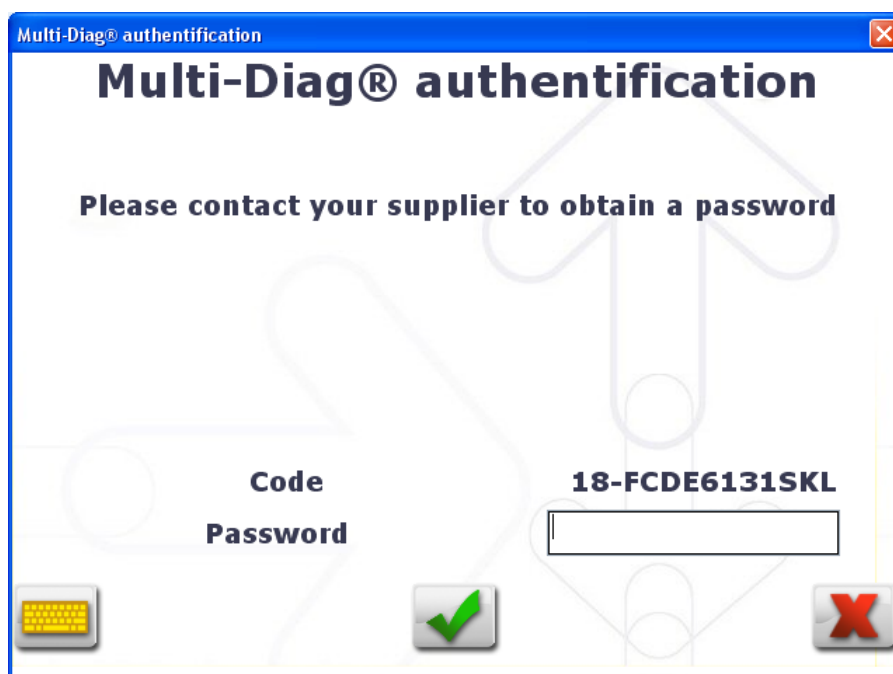 Multi-Diag® authentification
Multi-Diag® authentification
Please contact your supplier to obtain a password
Code 18-FCDE6131SKL
Password